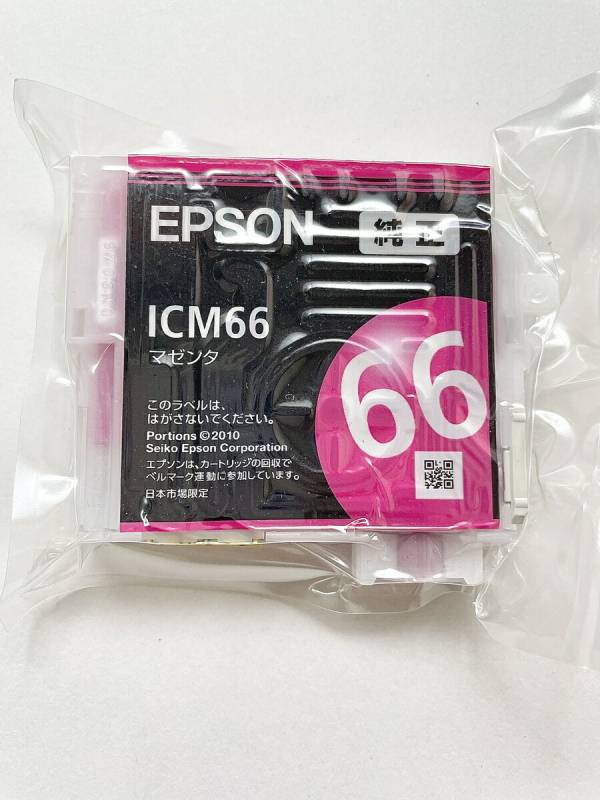 EPSON 純正
ICM66
マゼンタ
66
このラベルは、
はがさないでください。
Portions ©2010
Seiko Epson Corporation
エプソンは、カートリッジの回収で
ベルマーク運動に参加しています。
日本市場限定